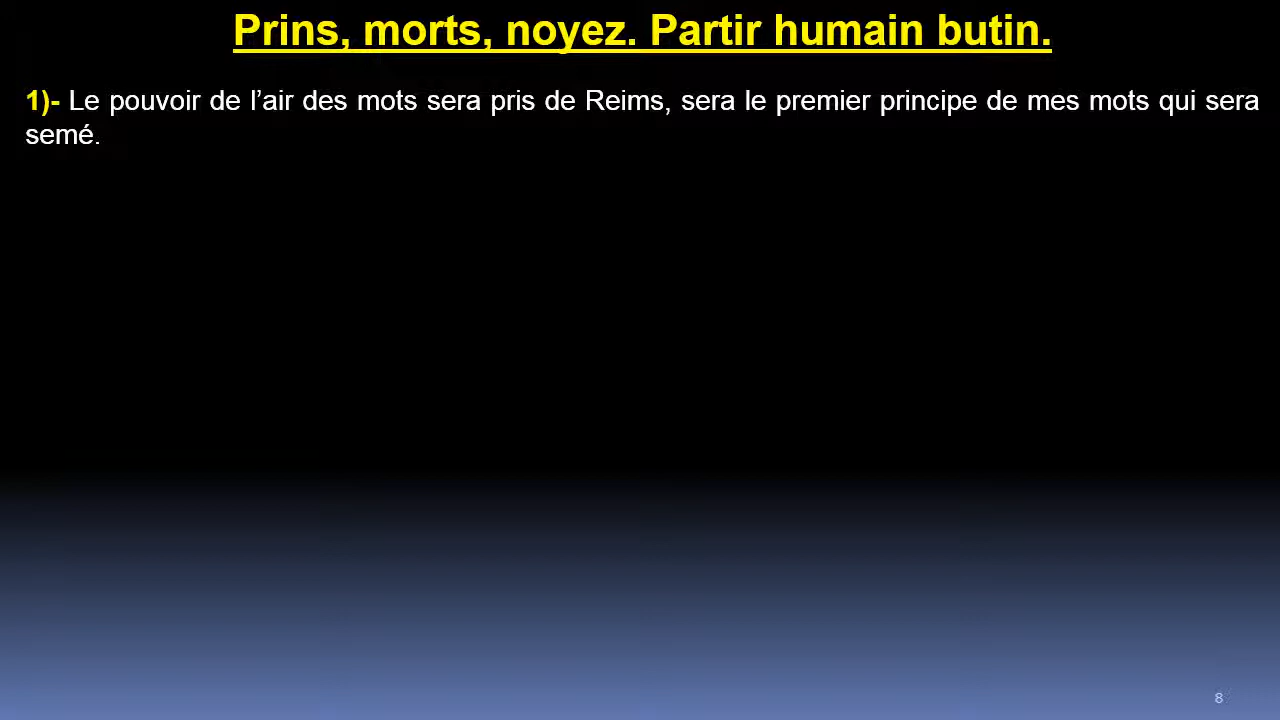 Prins, morts, noyez. Partir humain butin.
1)- Le pouvoir de l’air des mots sera pris de Reims, sera le premier principe de mes mots qui sera
semé.
8